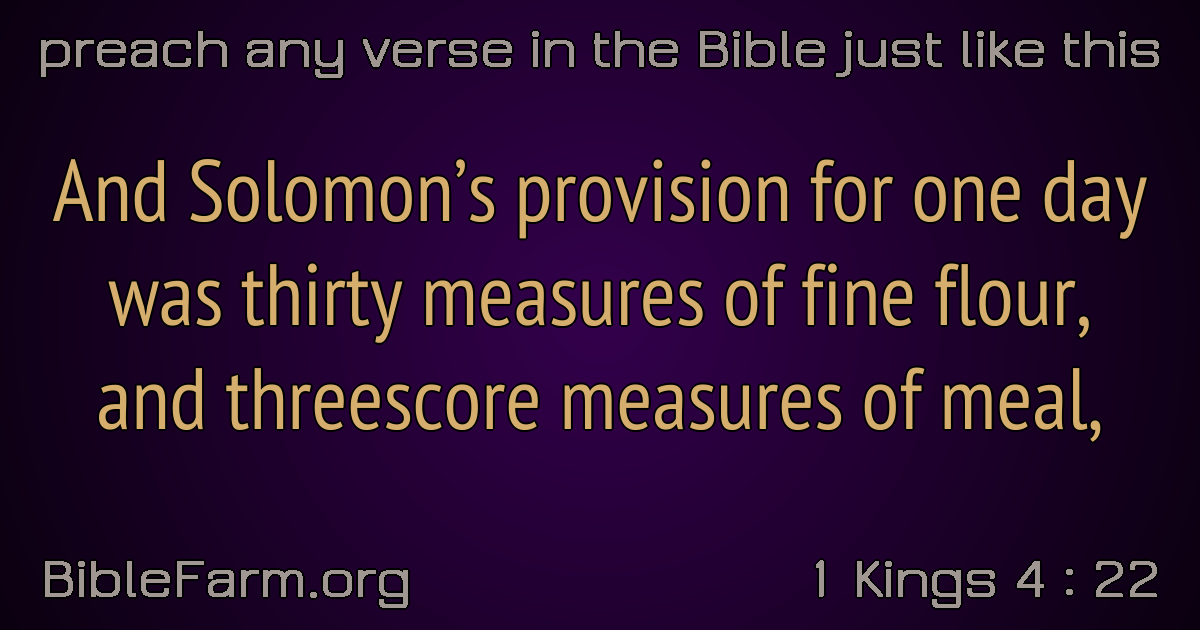 preach any verse in the Bible just like this
And Solomon’s provision for one day
was thirty measures of fine flour,
and threescore measures of meal,
BibleFarm.org
1 Kings 4 : 22